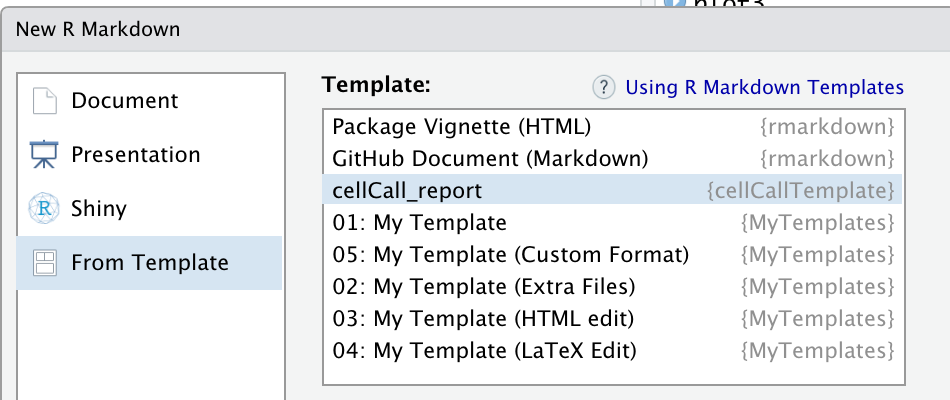 plot3
New R Markdown
Document
Presentation
R Shiny
From Template
Template:
? Using R Markdown Templates
Package Vignette (HTML) {rmarkdown}
GitHub Document (Markdown) {rmarkdown}
cellCall_report {cellCallTemplate}
01: My Template {MyTemplates}
05: My Template (Custom Format) {MyTemplates}
02: My Template (Extra Files) {MyTemplates}
03: My Template (HTML edit) {MyTemplates}
04: My Template (LaTeX Edit) {MyTemplates}